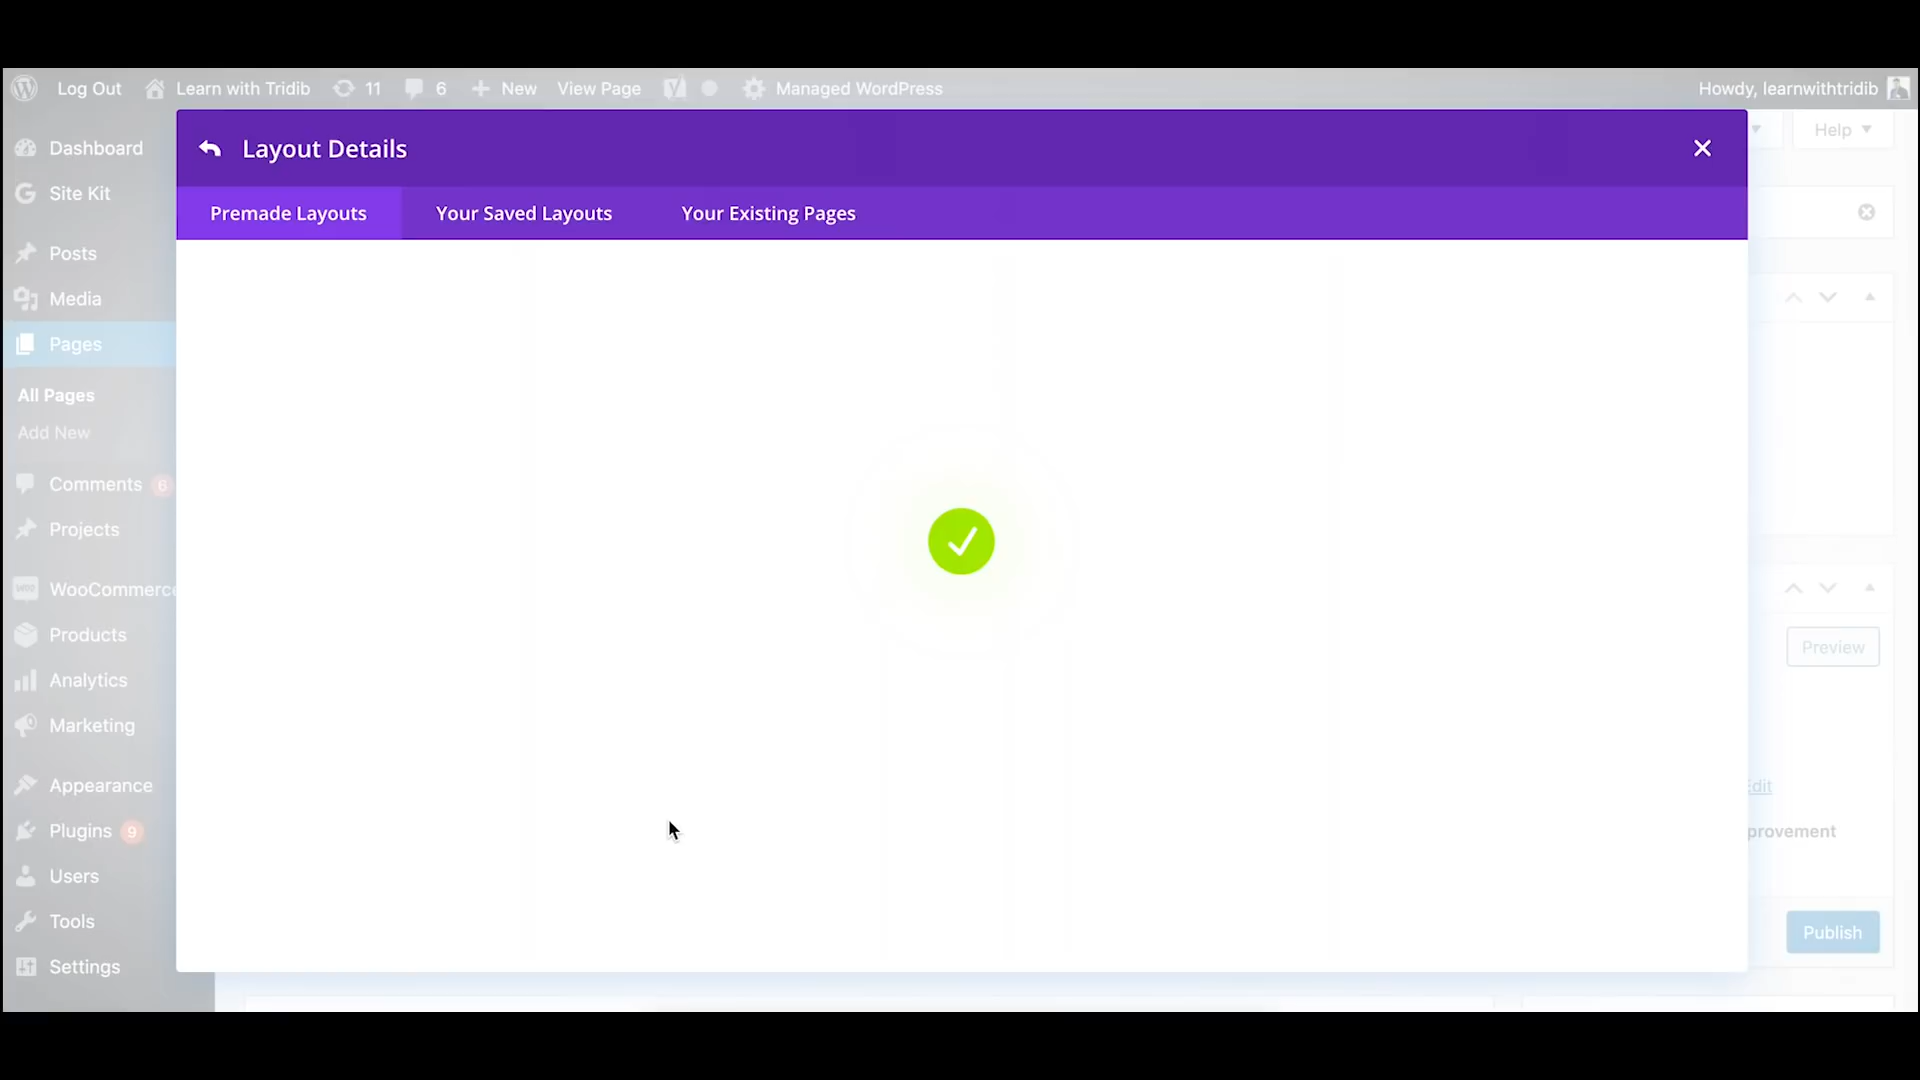 Log Out Learn with Tridib 11 6 New View Page Managed WordPress Howdy, learnwithtridib
Layout Details
Help
Premade Layouts Your Saved Layouts Your Existing Pages
Dashboard
Site Kit
Posts
Media
Pages
All Pages
Add New
Comments 6
Projects
WooCommerce
Products
Analytics
Marketing
Appearance
Plugins 9
Users
Tools
Settings
Preview
Edit
provement
Publish